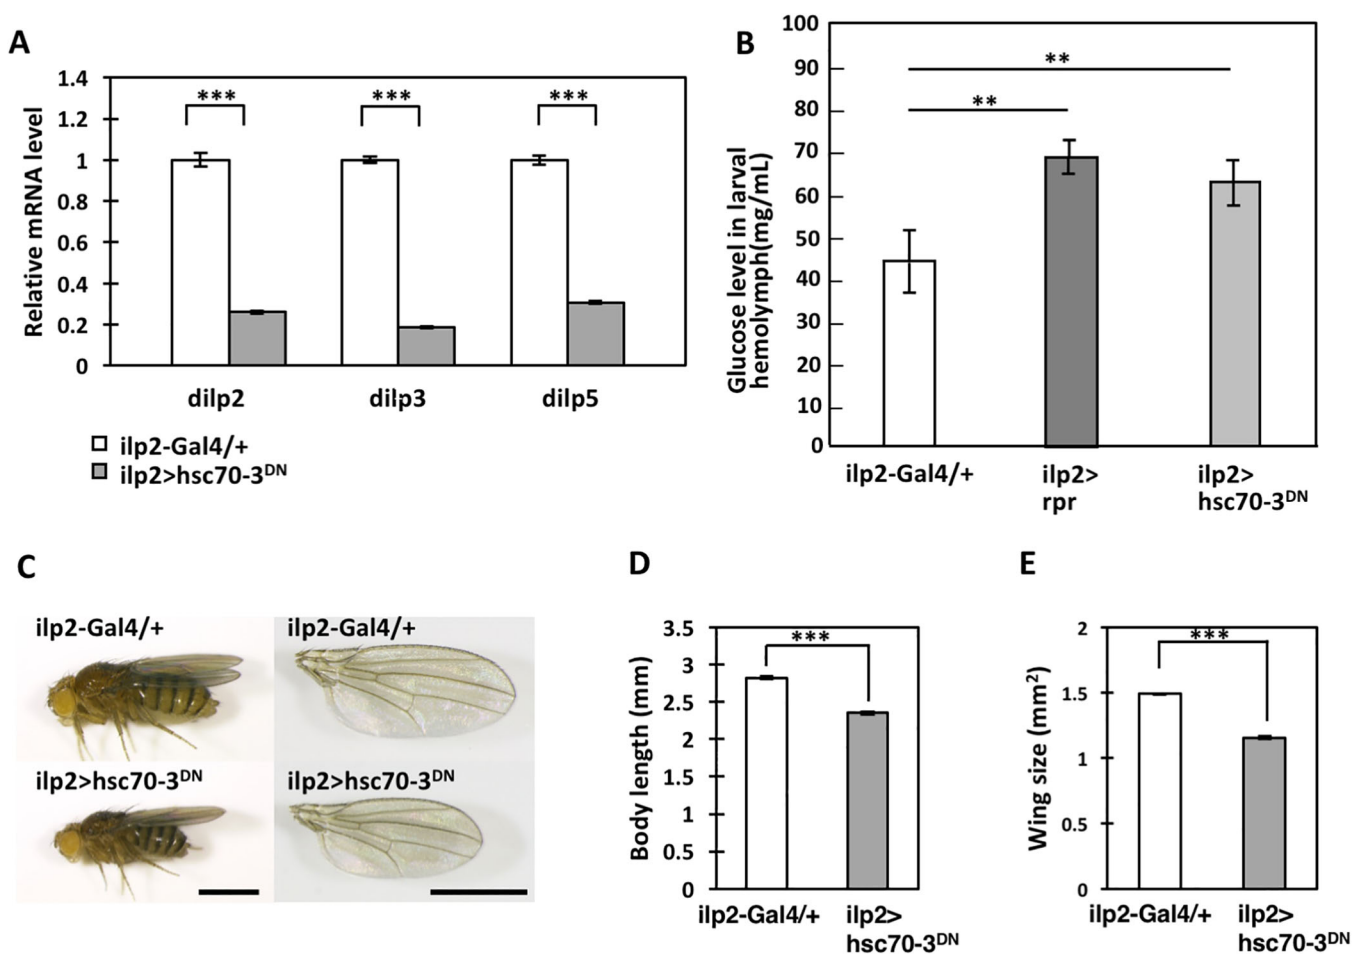 A
Relative mRNA level
1.4
1.2
1
0.8
0.6
0.4
0.2
0
***
***
***
dilp2
dilp3
dilp5
ilp2-Gal4/+
ilp2>hsc70-3DN
B
Glucose level in larval
hemolymph(mg/mL)
100
90
80
70
60
50
40
30
20
10
0
**
**
ilp2-Gal4/+
ilp2>
rpr
ilp2>
hsc70-3DN
C
ilp2-Gal4/+
ilp2-Gal4/+
ilp2>hsc70-3DN
ilp2>hsc70-3DN
D
Body length (mm)
3.5
3
2.5
2
1.5
1
0.5
0
***
ilp2-Gal4/+
ilp2>
hsc70-3DN
E
Wing size (mm2)
2
1.5
1
0.5
0
***
ilp2-Gal4/+
ilp2>
hsc70-3DN